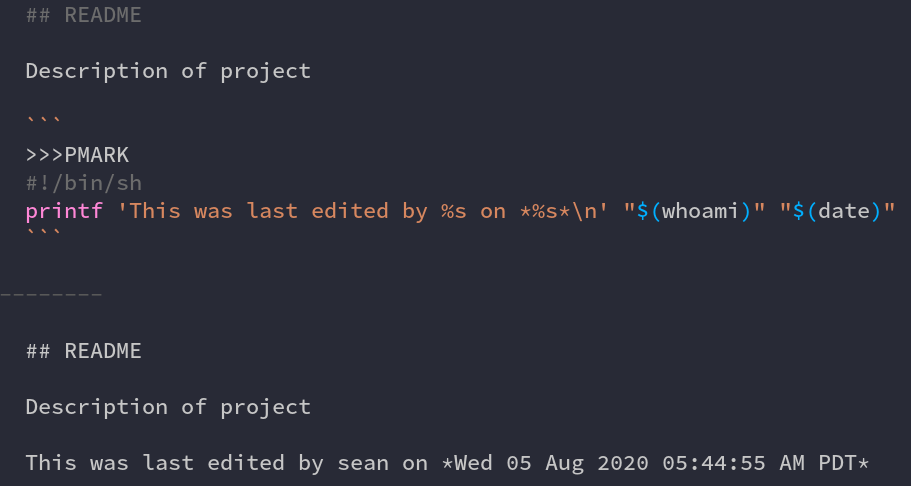 ## README
Description of project
```
>>>PMARK
#!/bin/sh
printf 'This was last edited by %s on *%s*\n' "$(whoami)" "$(date)"
```
--------
## README
Description of project
This was last edited by sean on *Wed 05 Aug 2020 05:44:55 AM PDT*